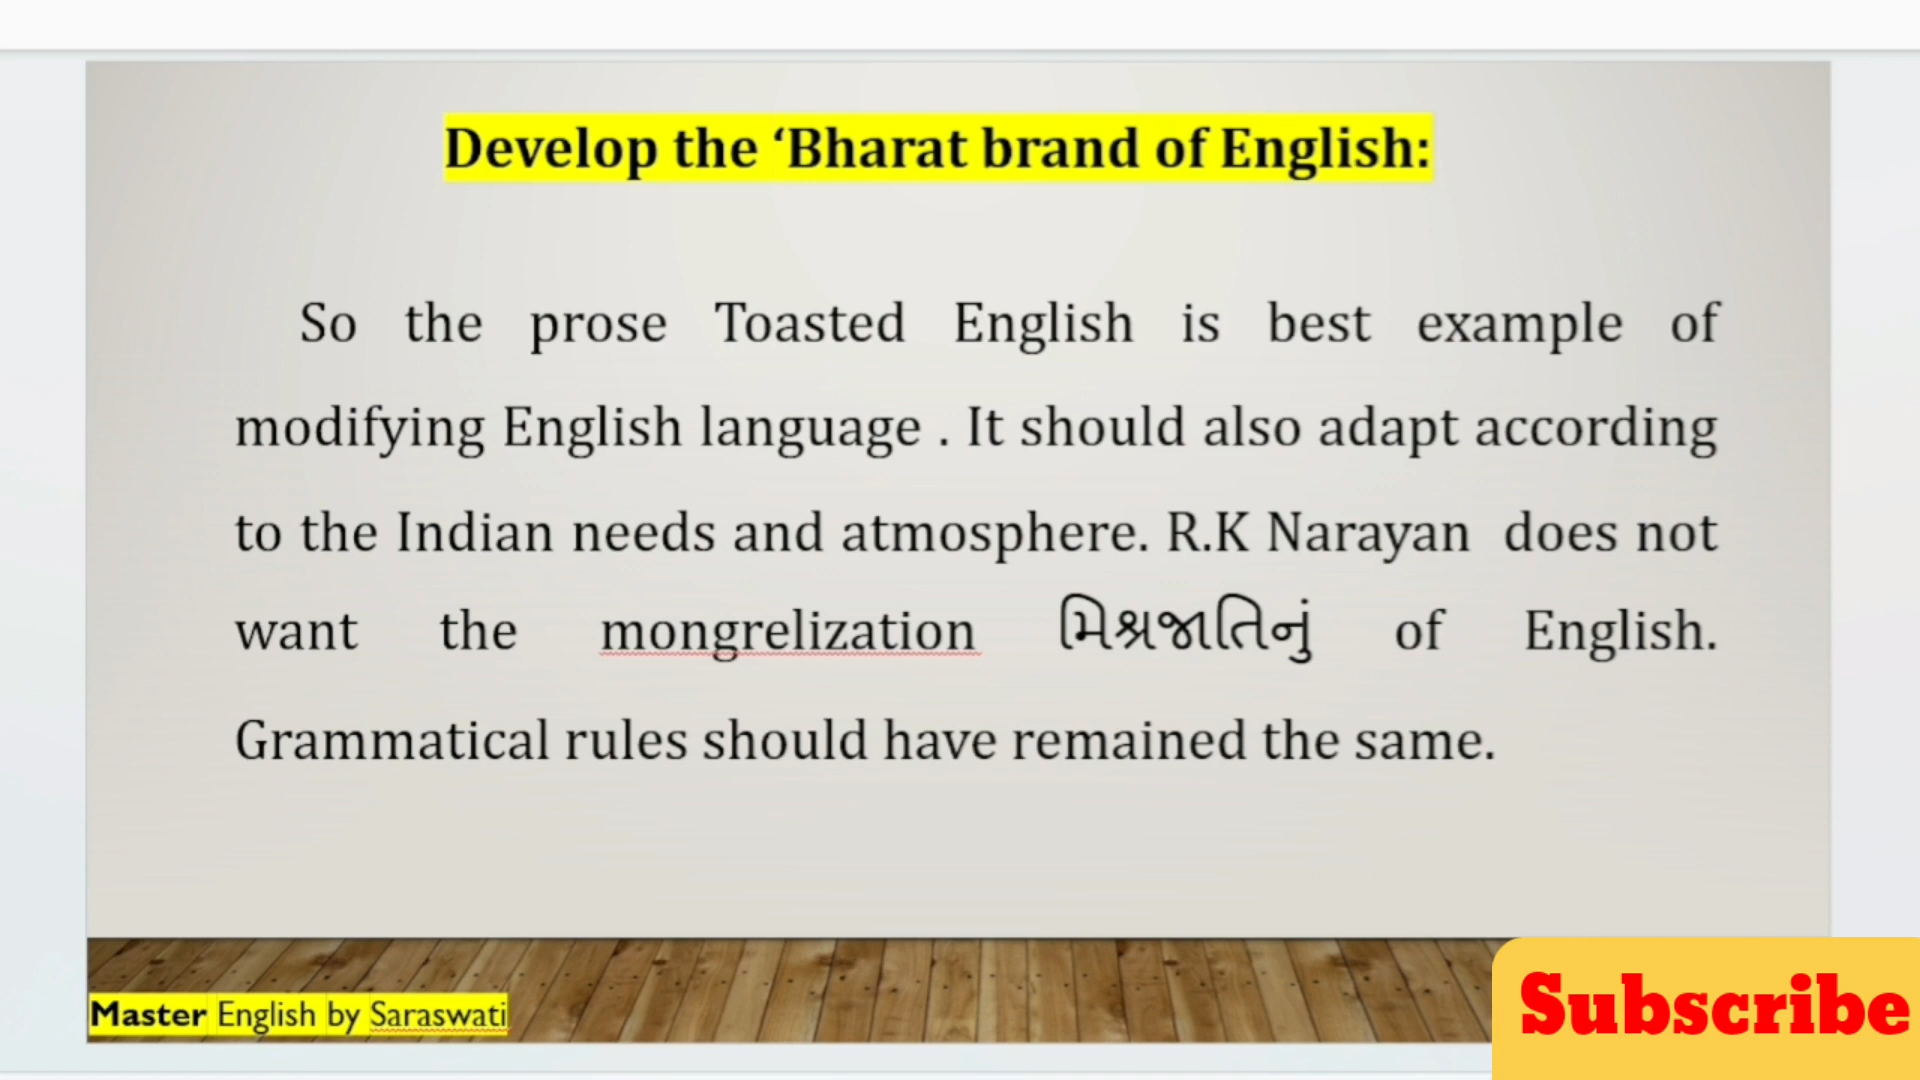 Develop the ‘Bharat brand of English:
So the prose Toasted English is best example of
modifying English language . It should also adapt according
to the Indian needs and atmosphere. R.K Narayan does not
want the mongrelization મિશ્રજાતિનું of English.
Grammatical rules should have remained the same.
Master English by Saraswati
Subscribe